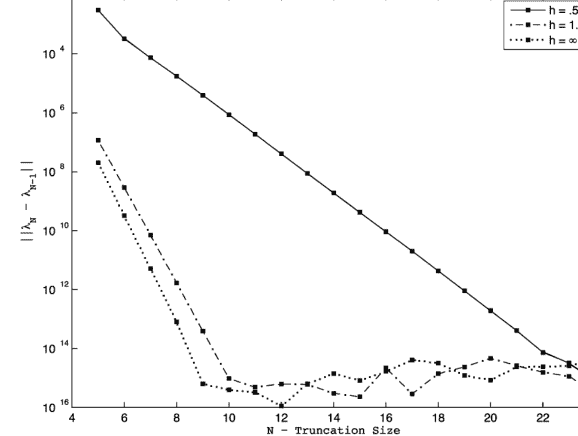 h = .5
h = 1.
h = ∞
10 4
10 6
10 8
10 10
10 12
10 14
10 16
||λN - λN-1||
4 6 8 10 12 14 16 18 20 22
N - Truncation Size